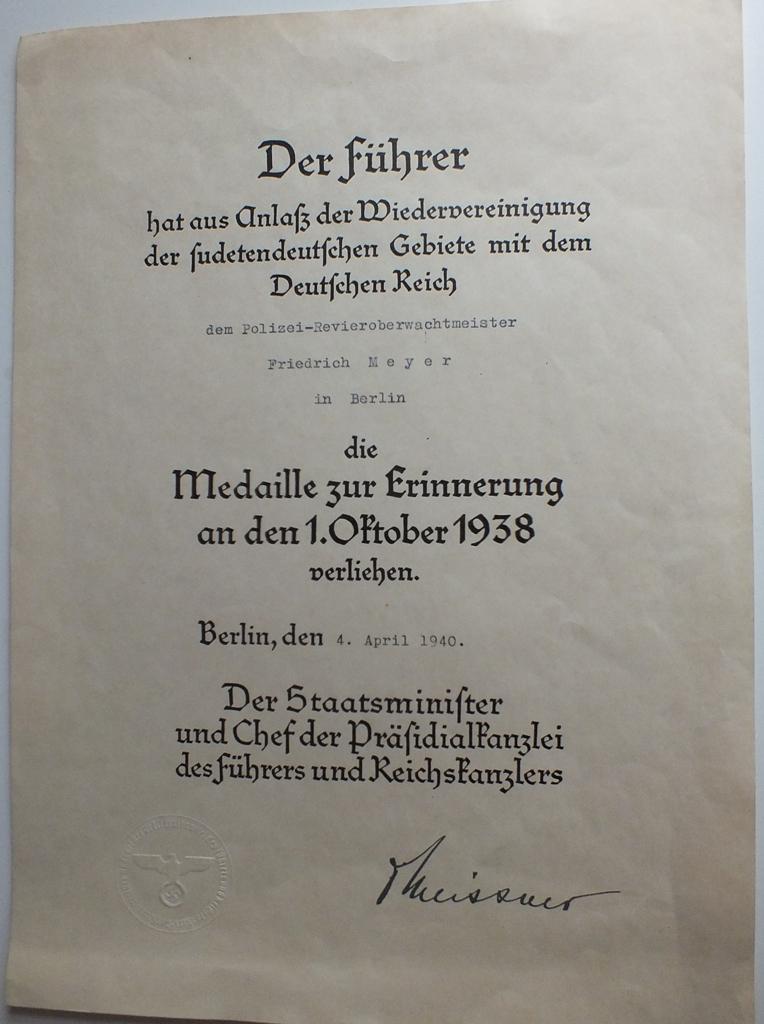 Der Führer
hat aus Anlaß der Wiedervereinigung
der sudetendeutschen Gebiete mit dem
Deutschen Reich
dem Polizei-Revieroberwachtmeister
Friedrich M e y e r
in Berlin
die
Medaille zur Erinnerung
an den 1. Oktober 1938
verliehen.
Berlin, den 4. April 1940.
Der Staatsminister
und Chef der Präsidialkanzlei
des Führers und Reichskanzlers
Meissner